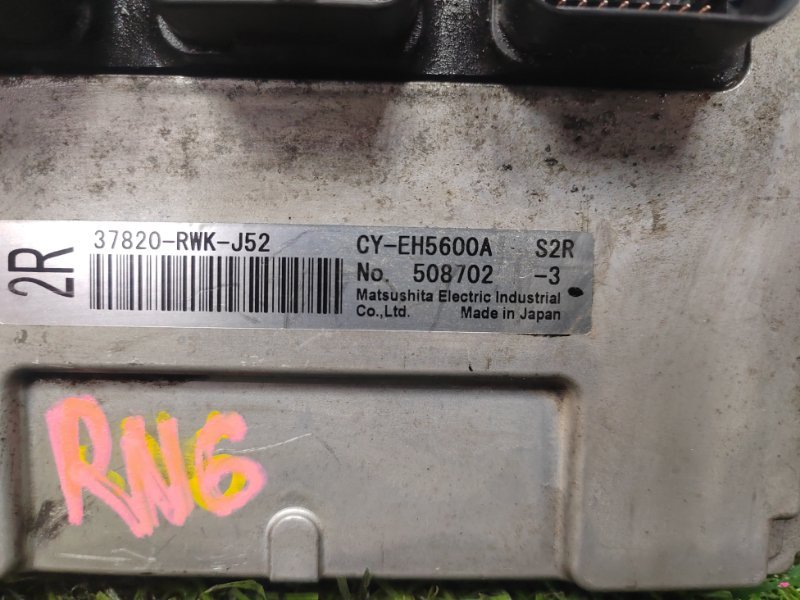 2R
37820-RWK-J52
CY-EH5600A S2R
No. 508702 -3
Matsushita Electric Industrial
Co.,Ltd. Made in Japan
RN6